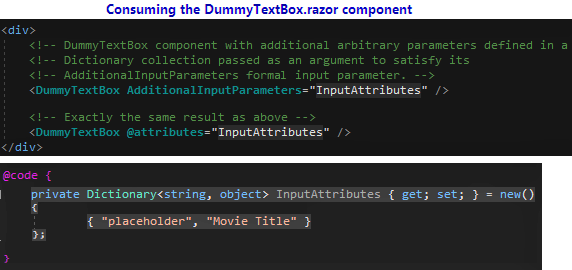 Consuming the DummyTextBox.razor component
<div>
<!-- DummyTextBox component with additional arbitrary parameters defined in a
<!-- Dictionary collection passed as an argument to satisfy its
<!-- AdditionalInputParameters formal input parameter. -->
<DummyTextBox AdditionalInputParameters="InputAttributes" />
<!-- Exactly the same result as above -->
<DummyTextBox @attributes="InputAttributes" />
</div>
@code {
private Dictionary<string, object> InputAttributes { get; set; } = new()
{
{ "placeholder", "Movie Title" }
};
}